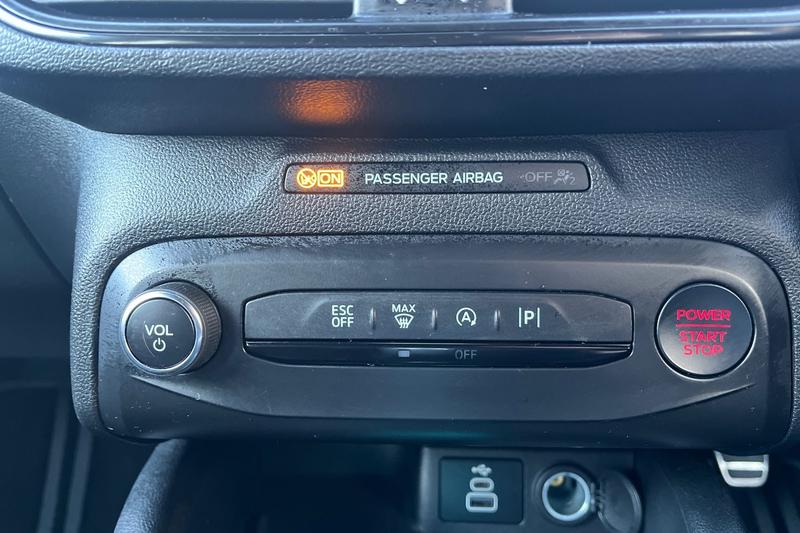 ON PASSENGER AIRBAG OFF
VOL
ESC
OFF
MAX
A
P
OFF
POWER
START
STOP